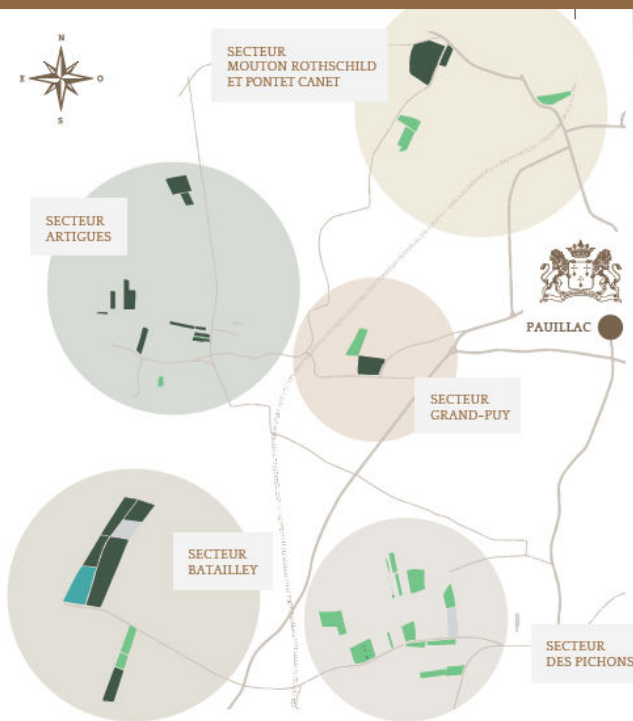 N
E
O
S
SECTEUR
MOUTON ROTHSCHILD
ET PONTET CANET
SECTEUR
ARTIGUES
PAUILLAC
SECTEUR
GRAND-PUY
SECTEUR
BATAILLEY
SECTEUR
DES PICHONS